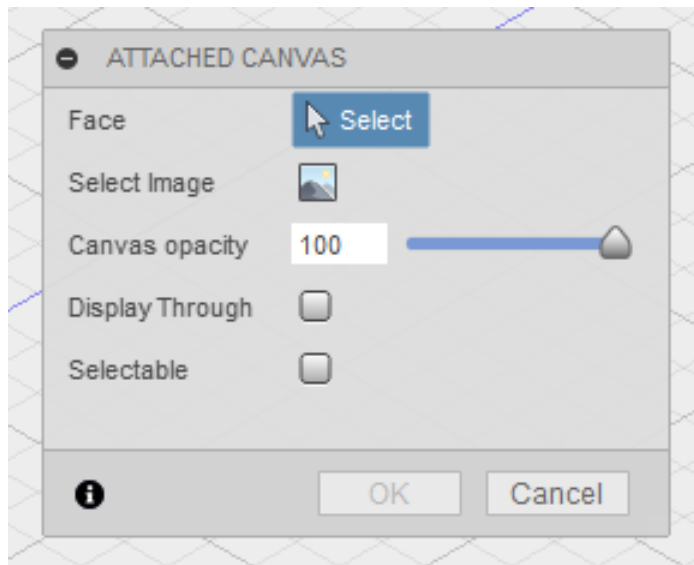 ATTACHED CANVAS
Face Select
Select Image
Canvas opacity 100
Display Through
Selectable
OK Cancel